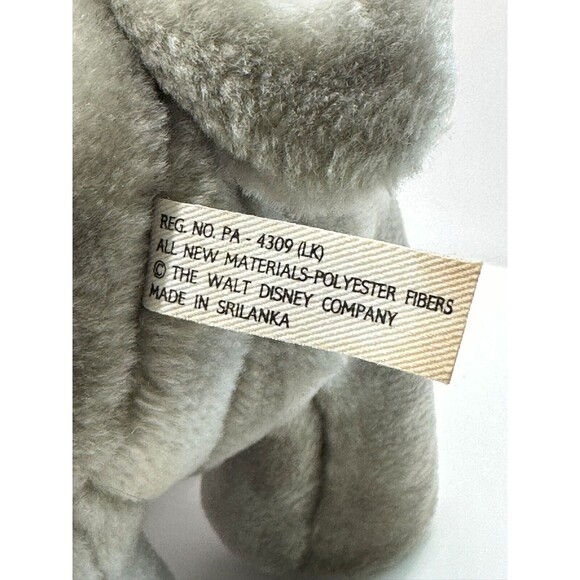 REG. NO. PA - 4309 (LK)
ALL NEW MATERIALS-POLYESTER FIBERS
© THE WALT DISNEY COMPANY
MADE IN SRILANKA